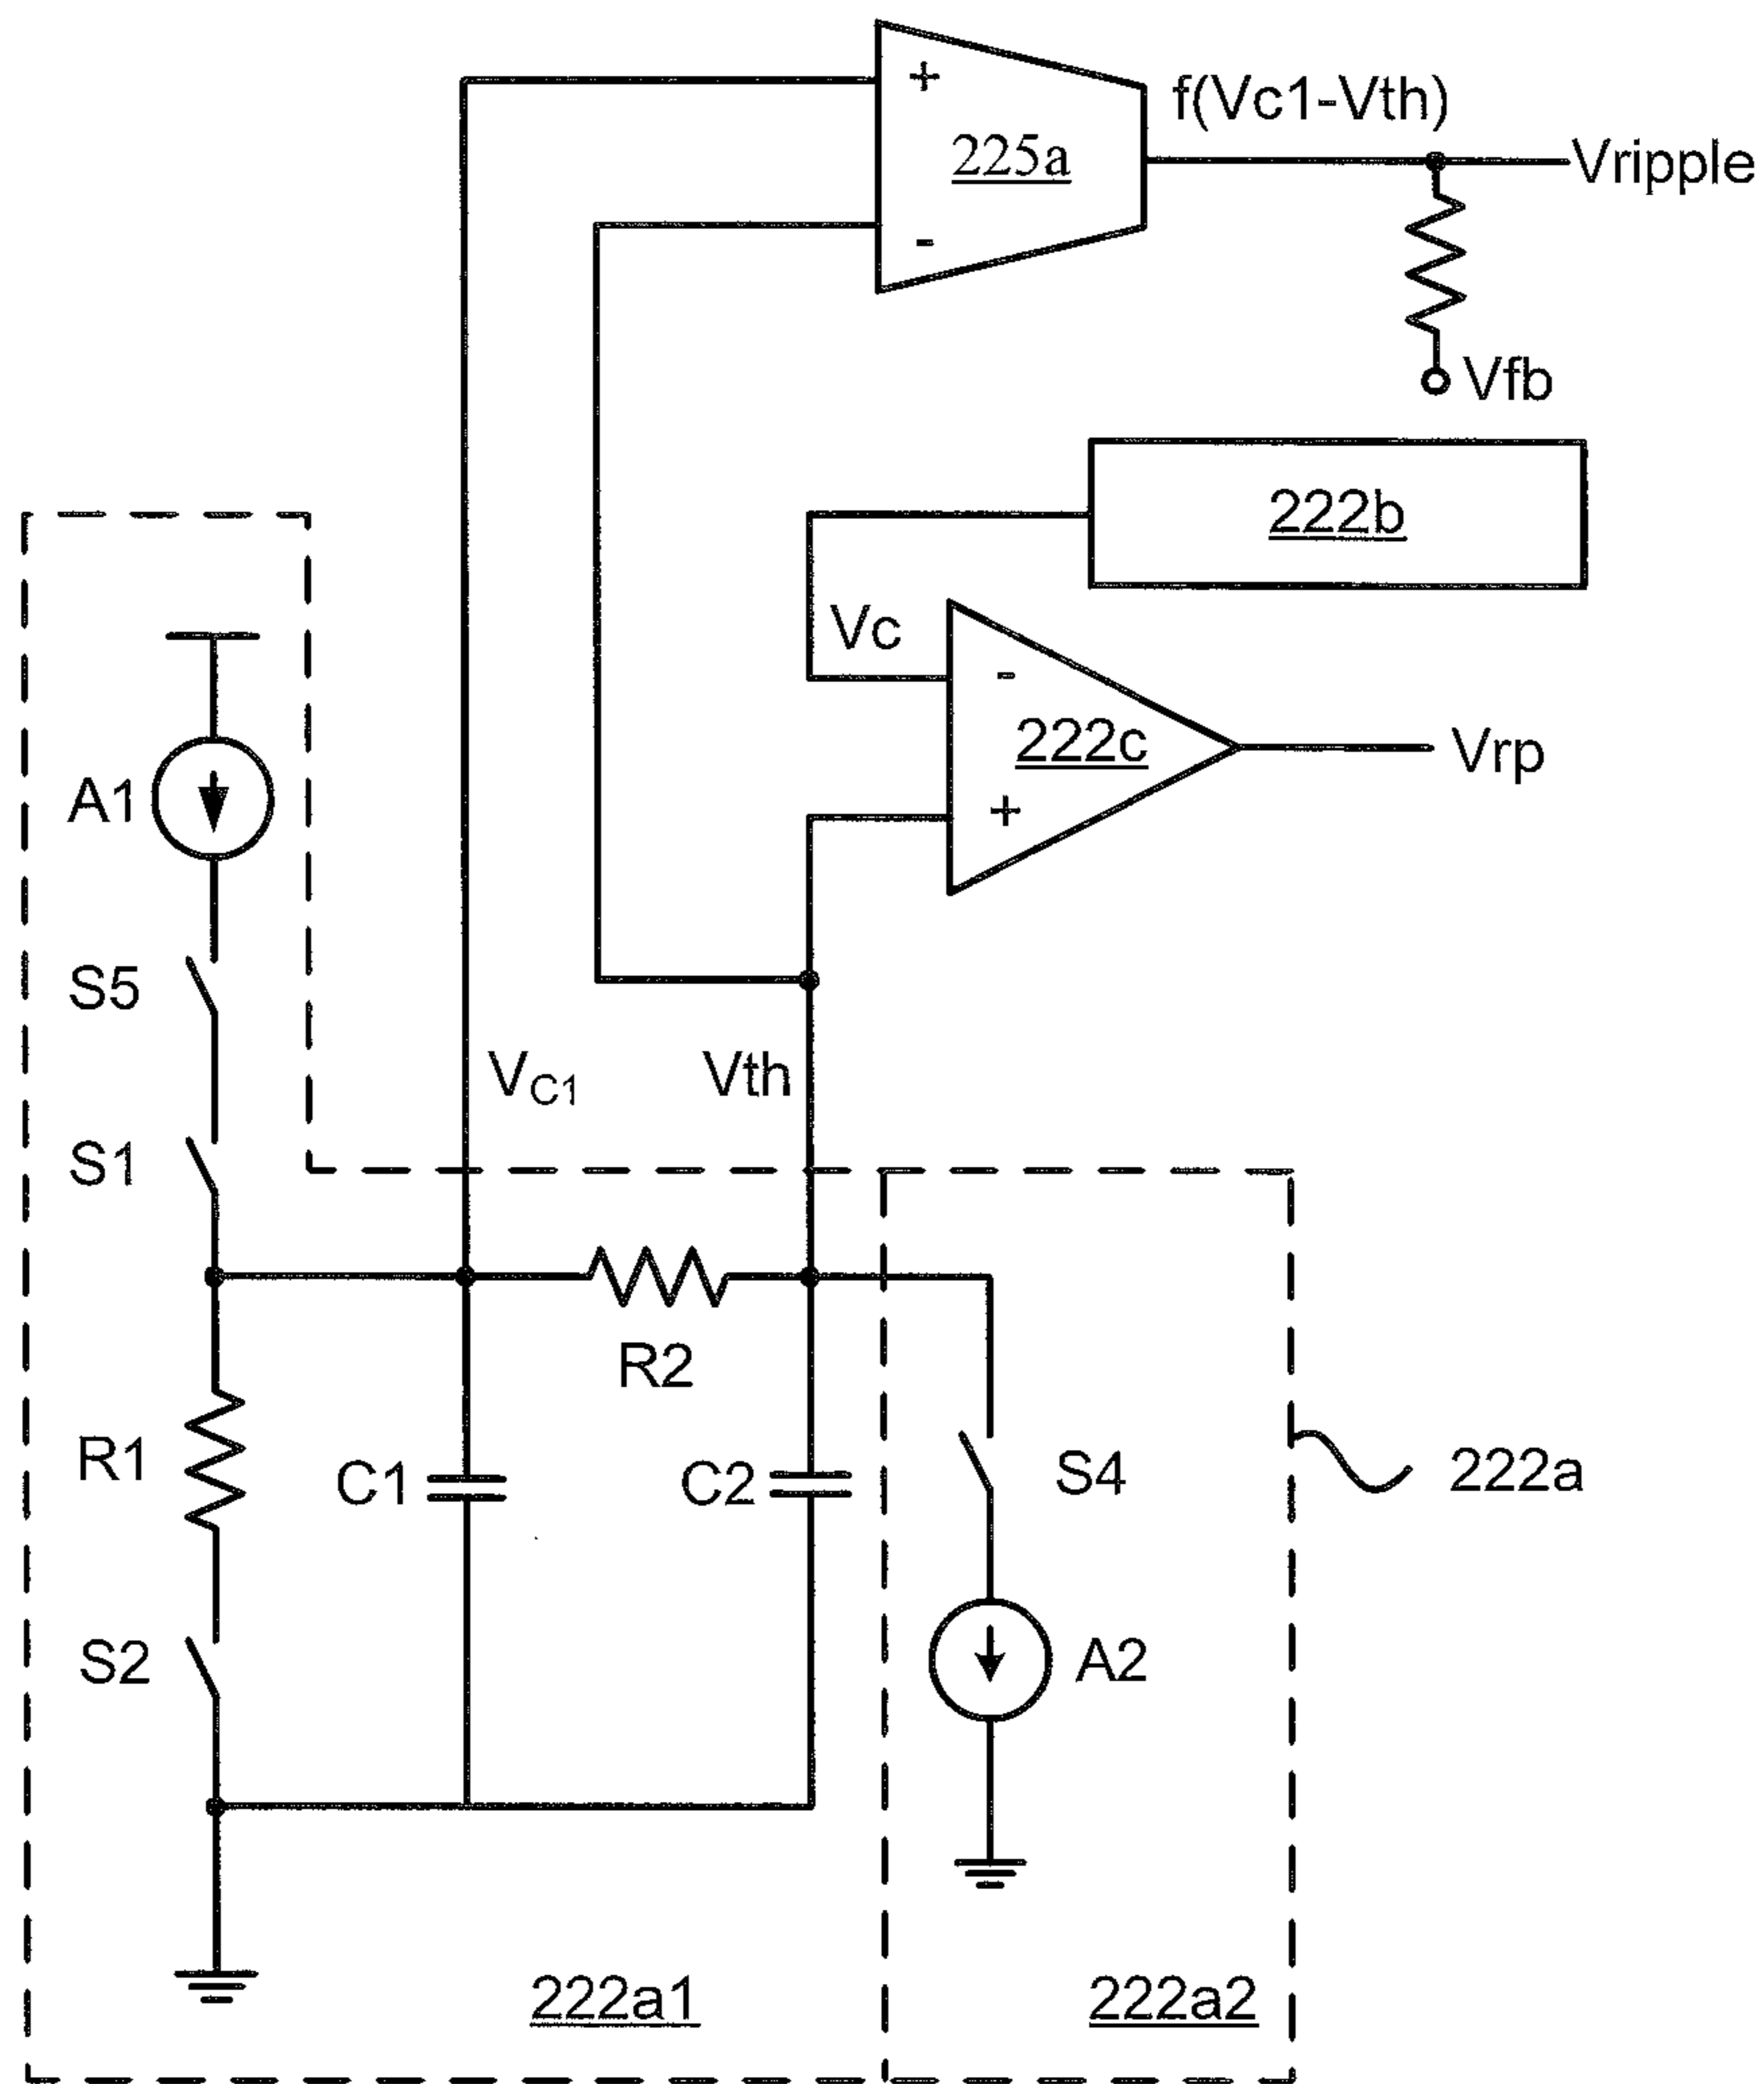 +
f(Vc1-Vth)
225a
Vripple
-
Vfb
222b
Vc
-
222c
Vrp
A1
+
S5
VC1
Vth
S1
R2
R1
C1
C2
S4
222a
S2
A2
222a1
222a2